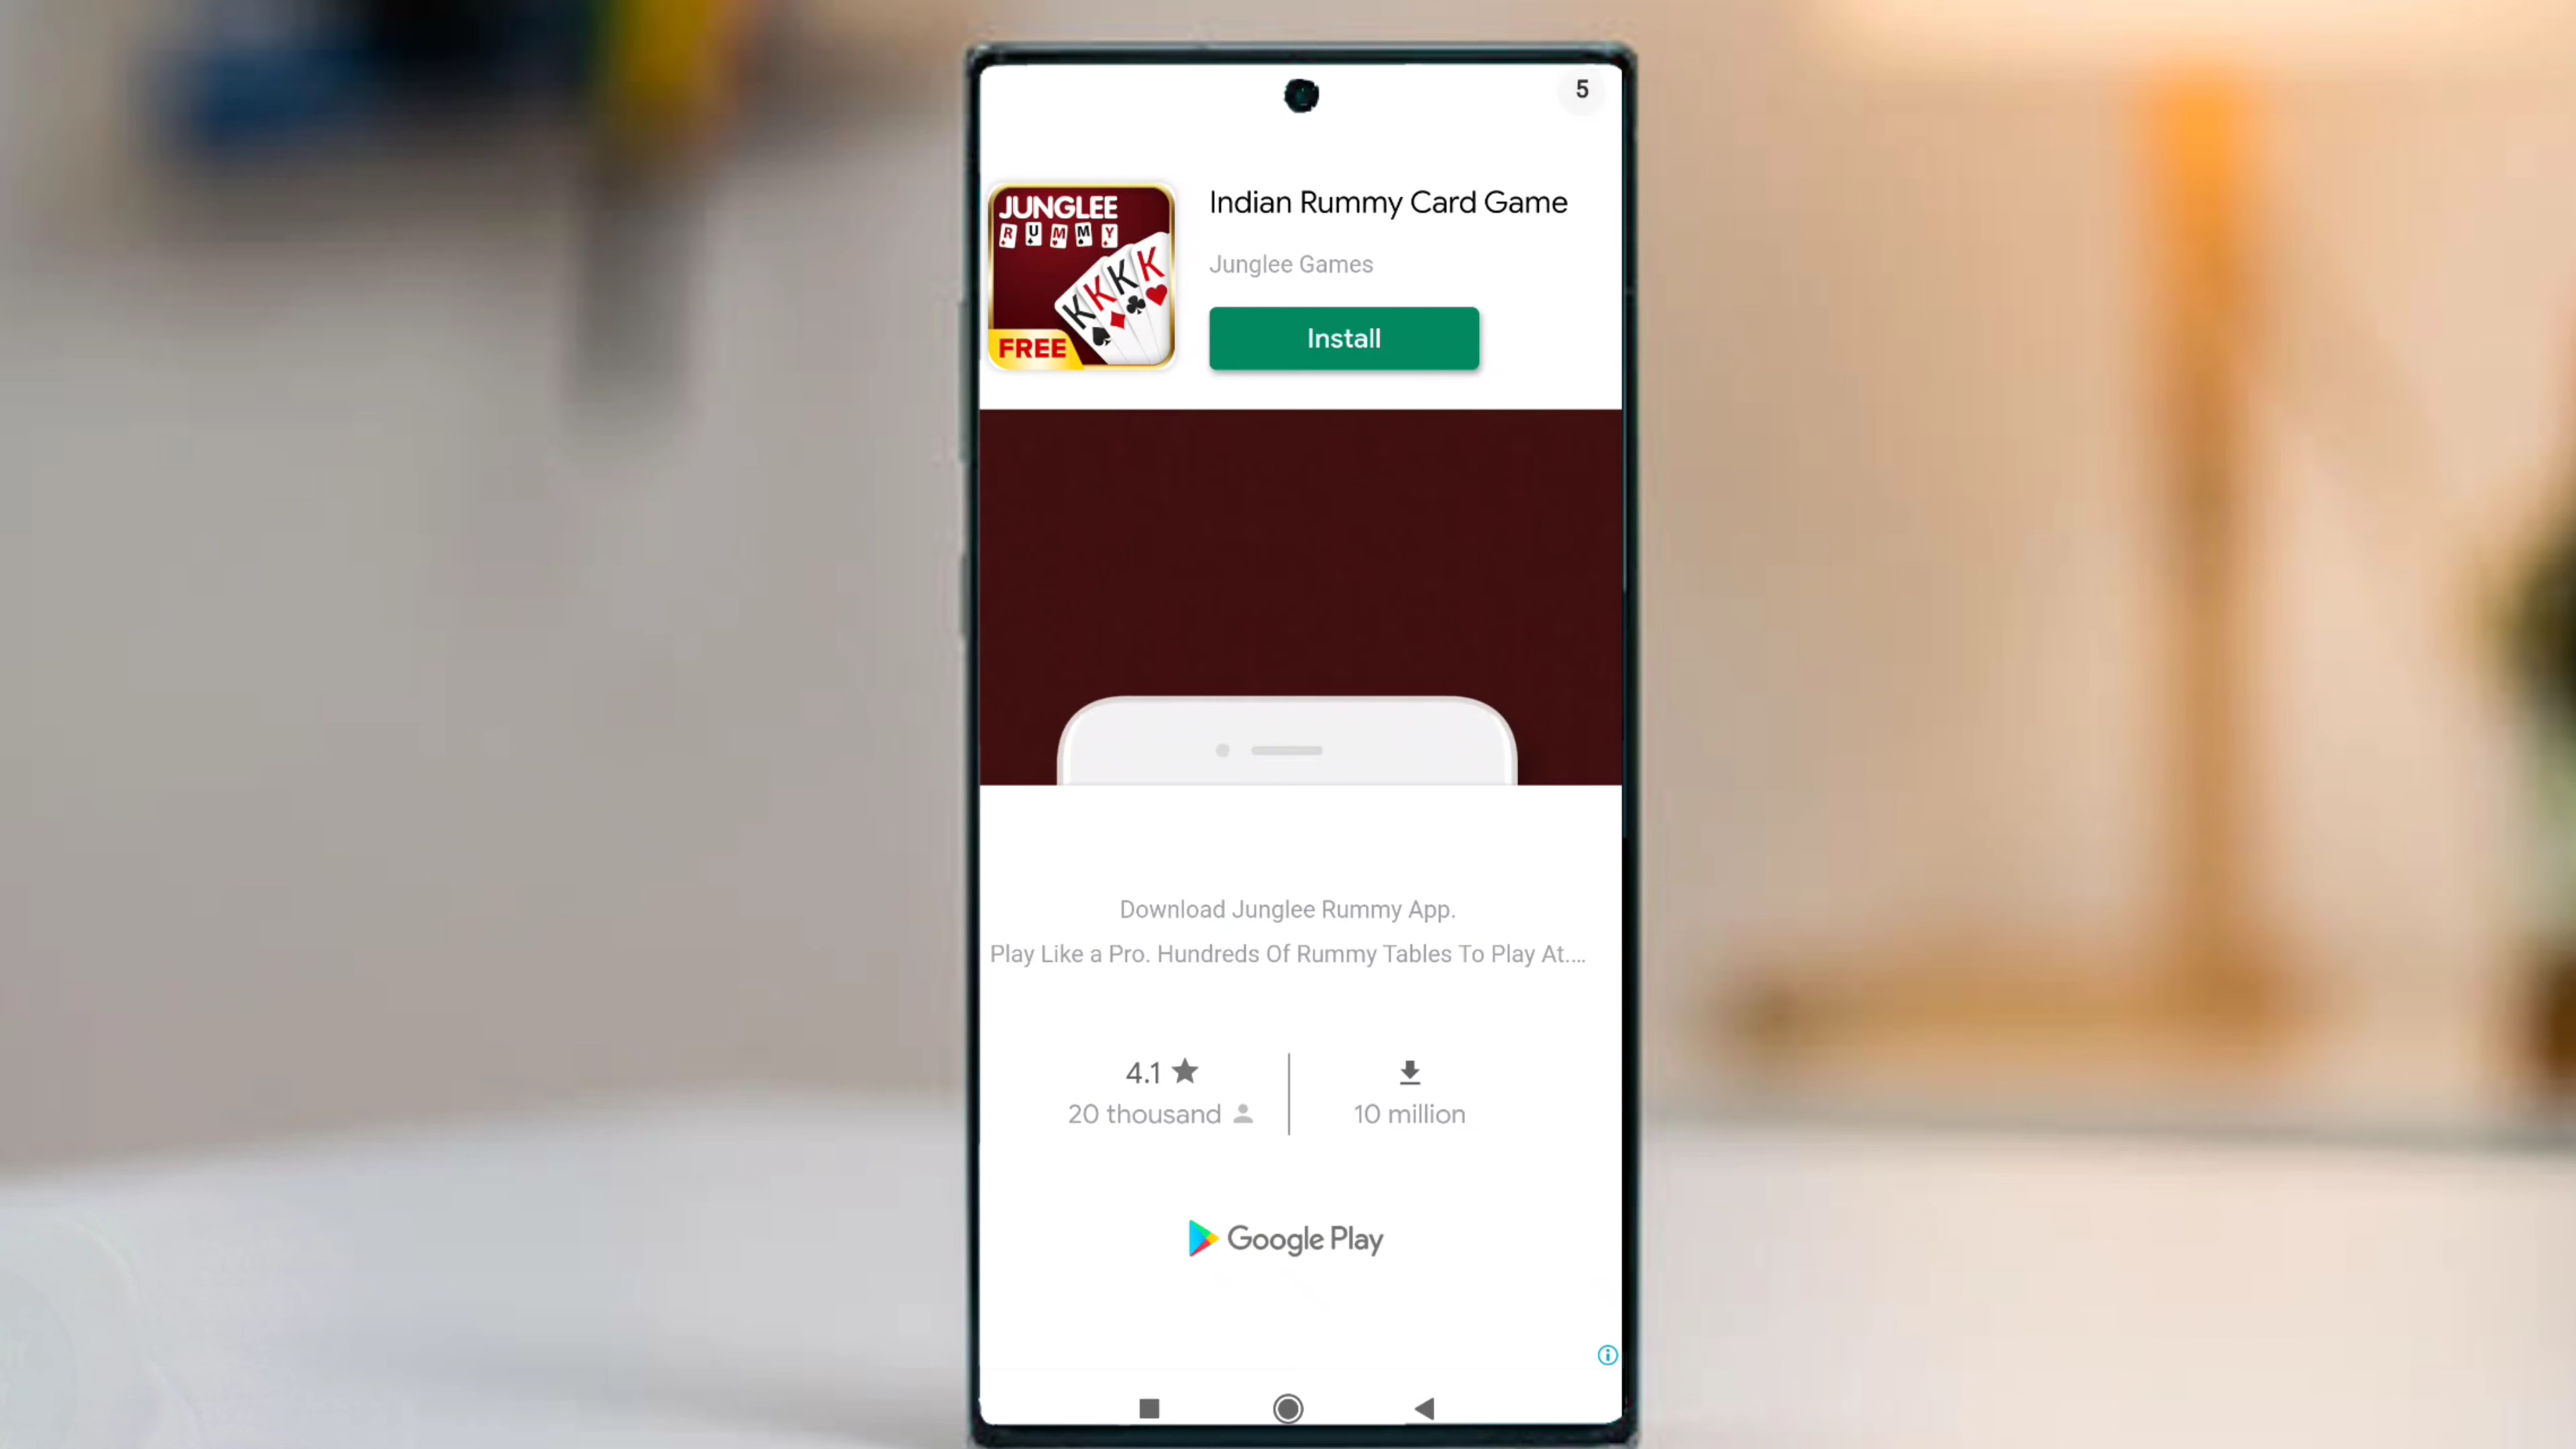 5
JUNGLEE
RUMMY
K K K K
FREE
Indian Rummy Card Game
Junglee Games
Install
Download Junglee Rummy App.
Play Like a Pro. Hundreds Of Rummy Tables To Play At....
4.1
20 thousand
10 million
Google Play